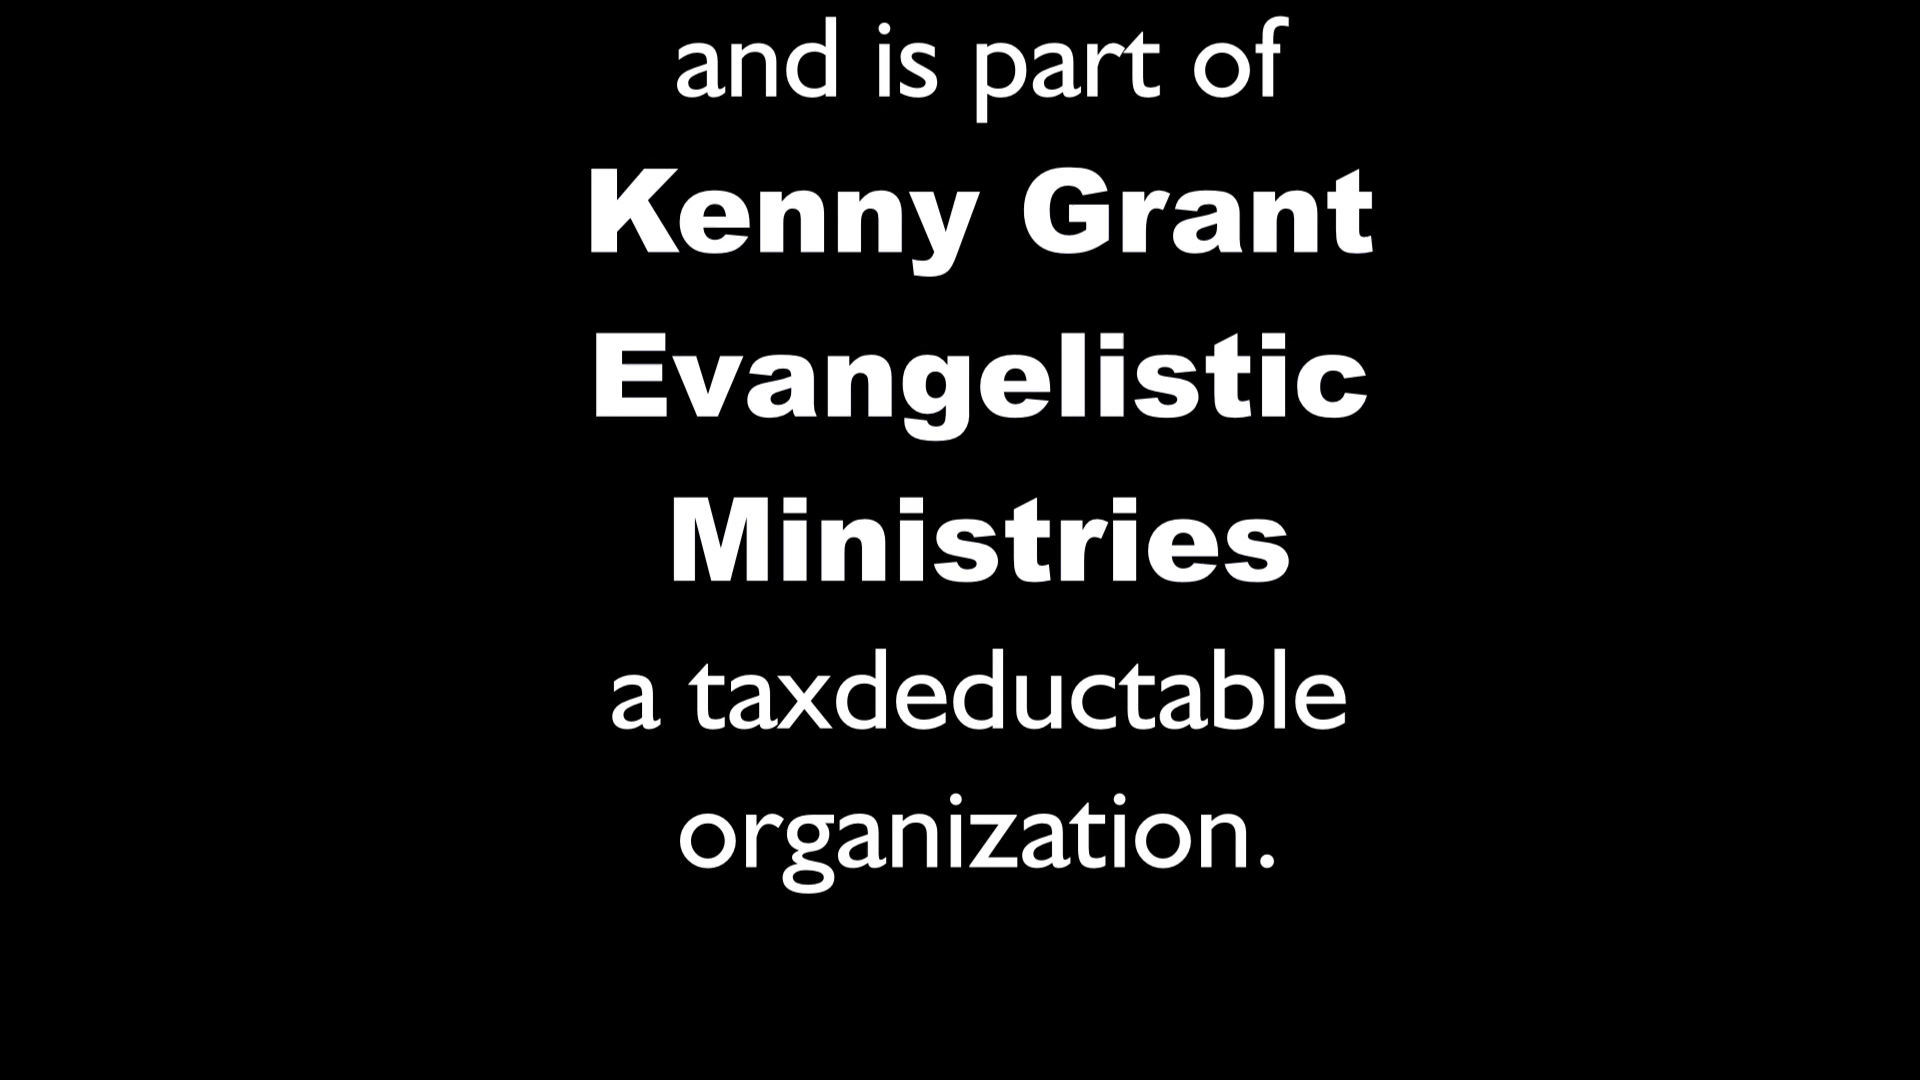 and is part of
Kenny Grant
Evangelistic
Ministries
a taxdeductable
organization.